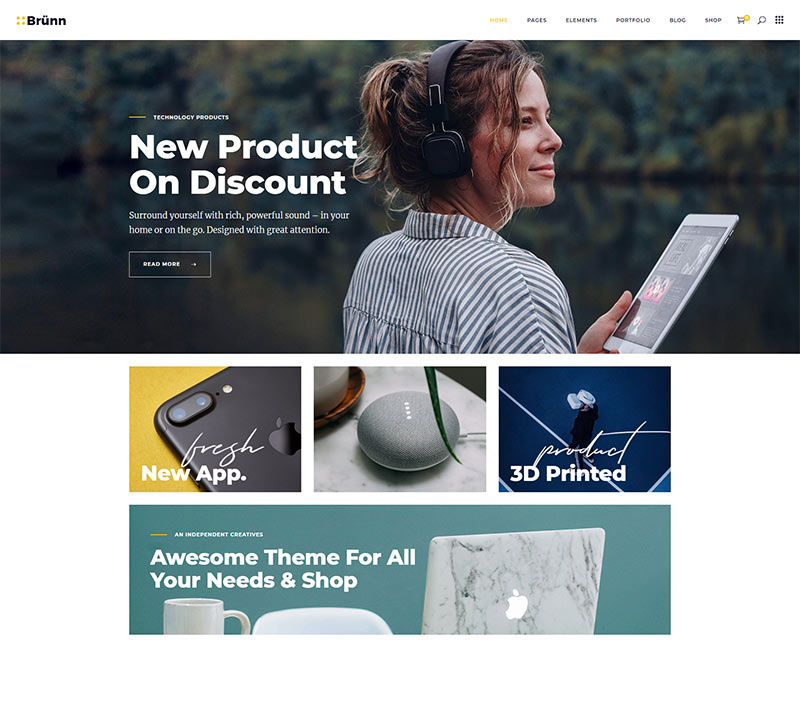 Brünn
HOME PAGES ELEMENTS PORTFOLIO BLOG SHOP
TECHNOLOGY PRODUCTS
New Product
On Discount
Surround yourself with rich, powerful sound – in your
home or on the go. Designed with great attention.
READ MORE →
fresh
New App.
product
3D Printed
AN INDEPENDENT CREATIVES
Awesome Theme For All
Your Needs & Shop